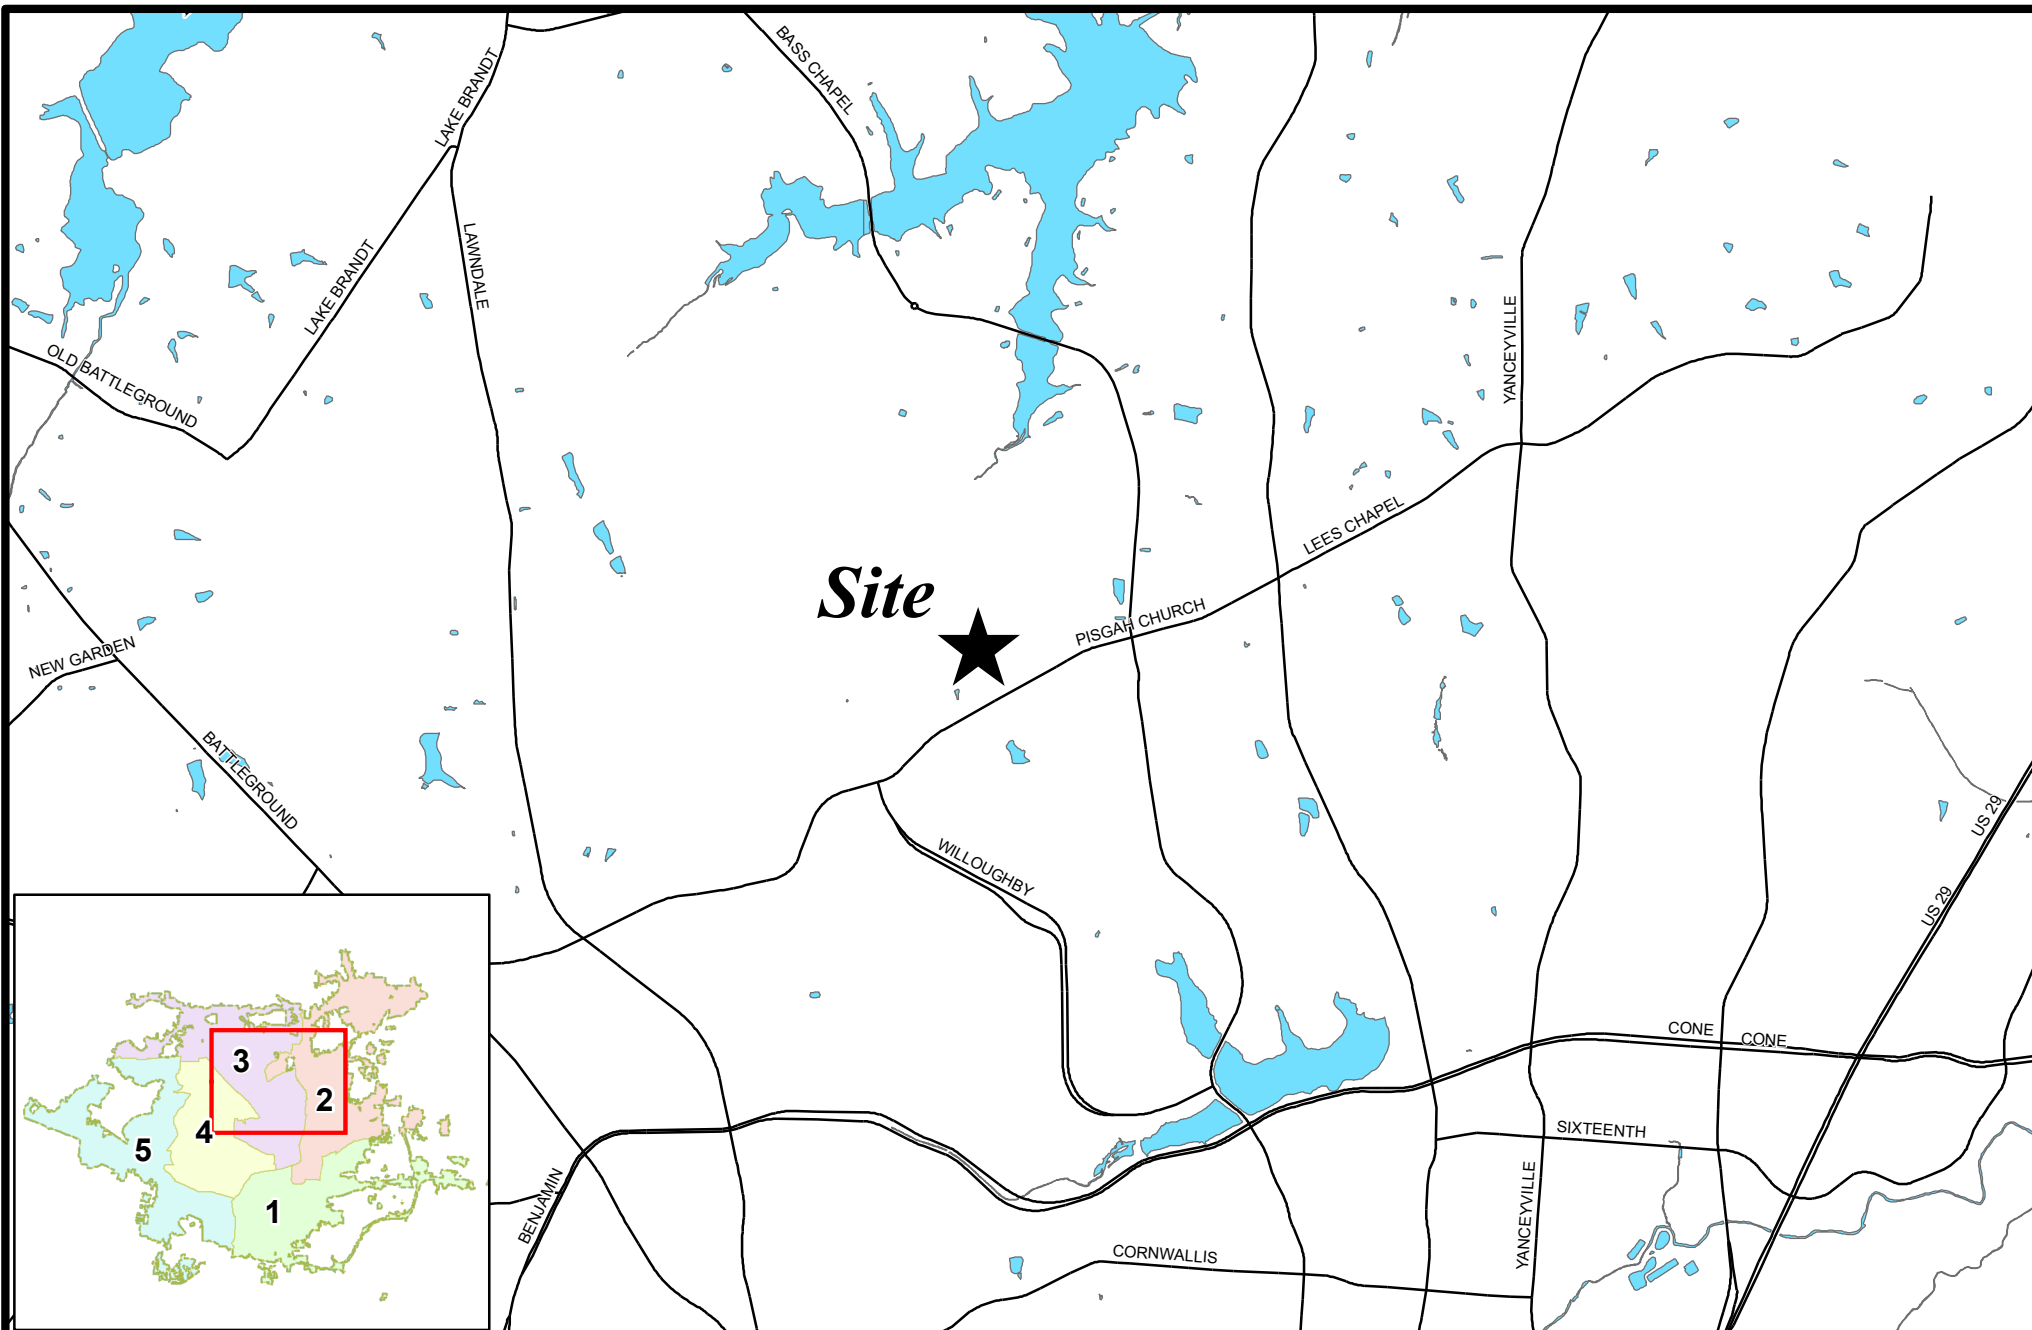 BASS CHAPEL
LAKE BRANDT
LAWNDALE
LAKE BRANDT
OLD BATTLEGROUND
YANCEYVILLE
LEES CHAPEL
Site
PISGAH CHURCH
NEW GARDEN
BATTLEGROUND
US 29
WILLOUGHBY
US 29
CONE
CONE
3
2
4
5
1
SIXTEENTH
YANCEYVILLE
BENJAMIN
CORNWALLIS